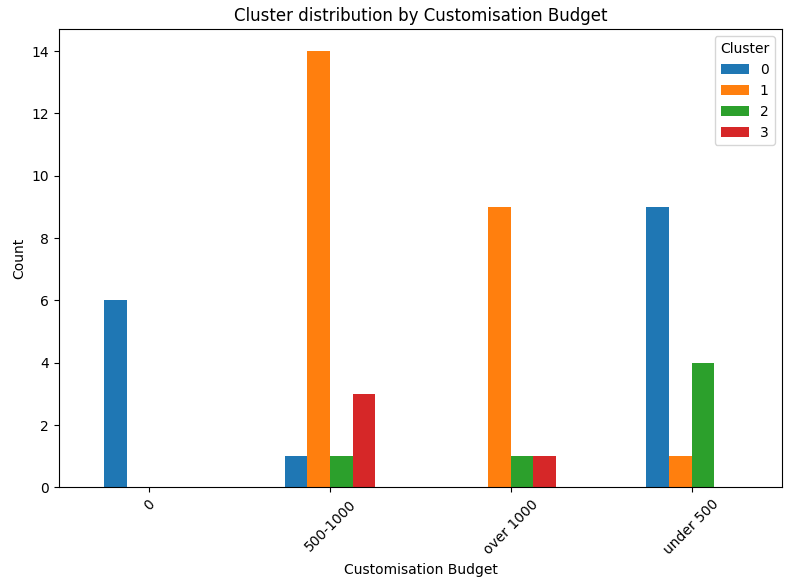 Cluster distribution by Customisation Budget
Cluster
0
1
2
3
14
12
10
8
6
4
2
0
Count
0
500-1000
over 1000
under 500
Customisation Budget